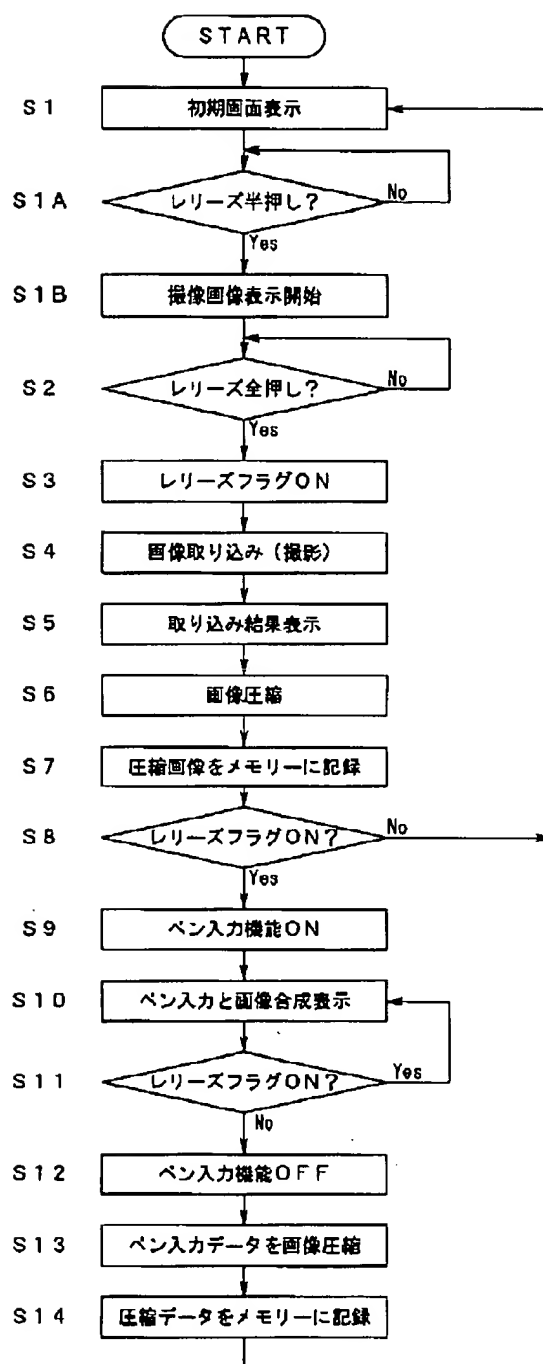 START
S1 初期画面表示
S1A レリーズ半押し? No
Yes
S1B 撮像画像表示開始
S2 レリーズ全押し? No
Yes
S3 レリーズフラグON
S4 画像取り込み(撮影)
S5 取り込み結果表示
S6 画像圧縮
S7 圧縮画像をメモリーに記録
S8 レリーズフラグON? No
Yes
S9 ペン入力機能ON
S10 ペン入力と画像合成表示
S11 レリーズフラグON? Yes
No
S12 ペン入力機能OFF
S13 ペン入力データを画像圧縮
S14 圧縮データをメモリーに記録